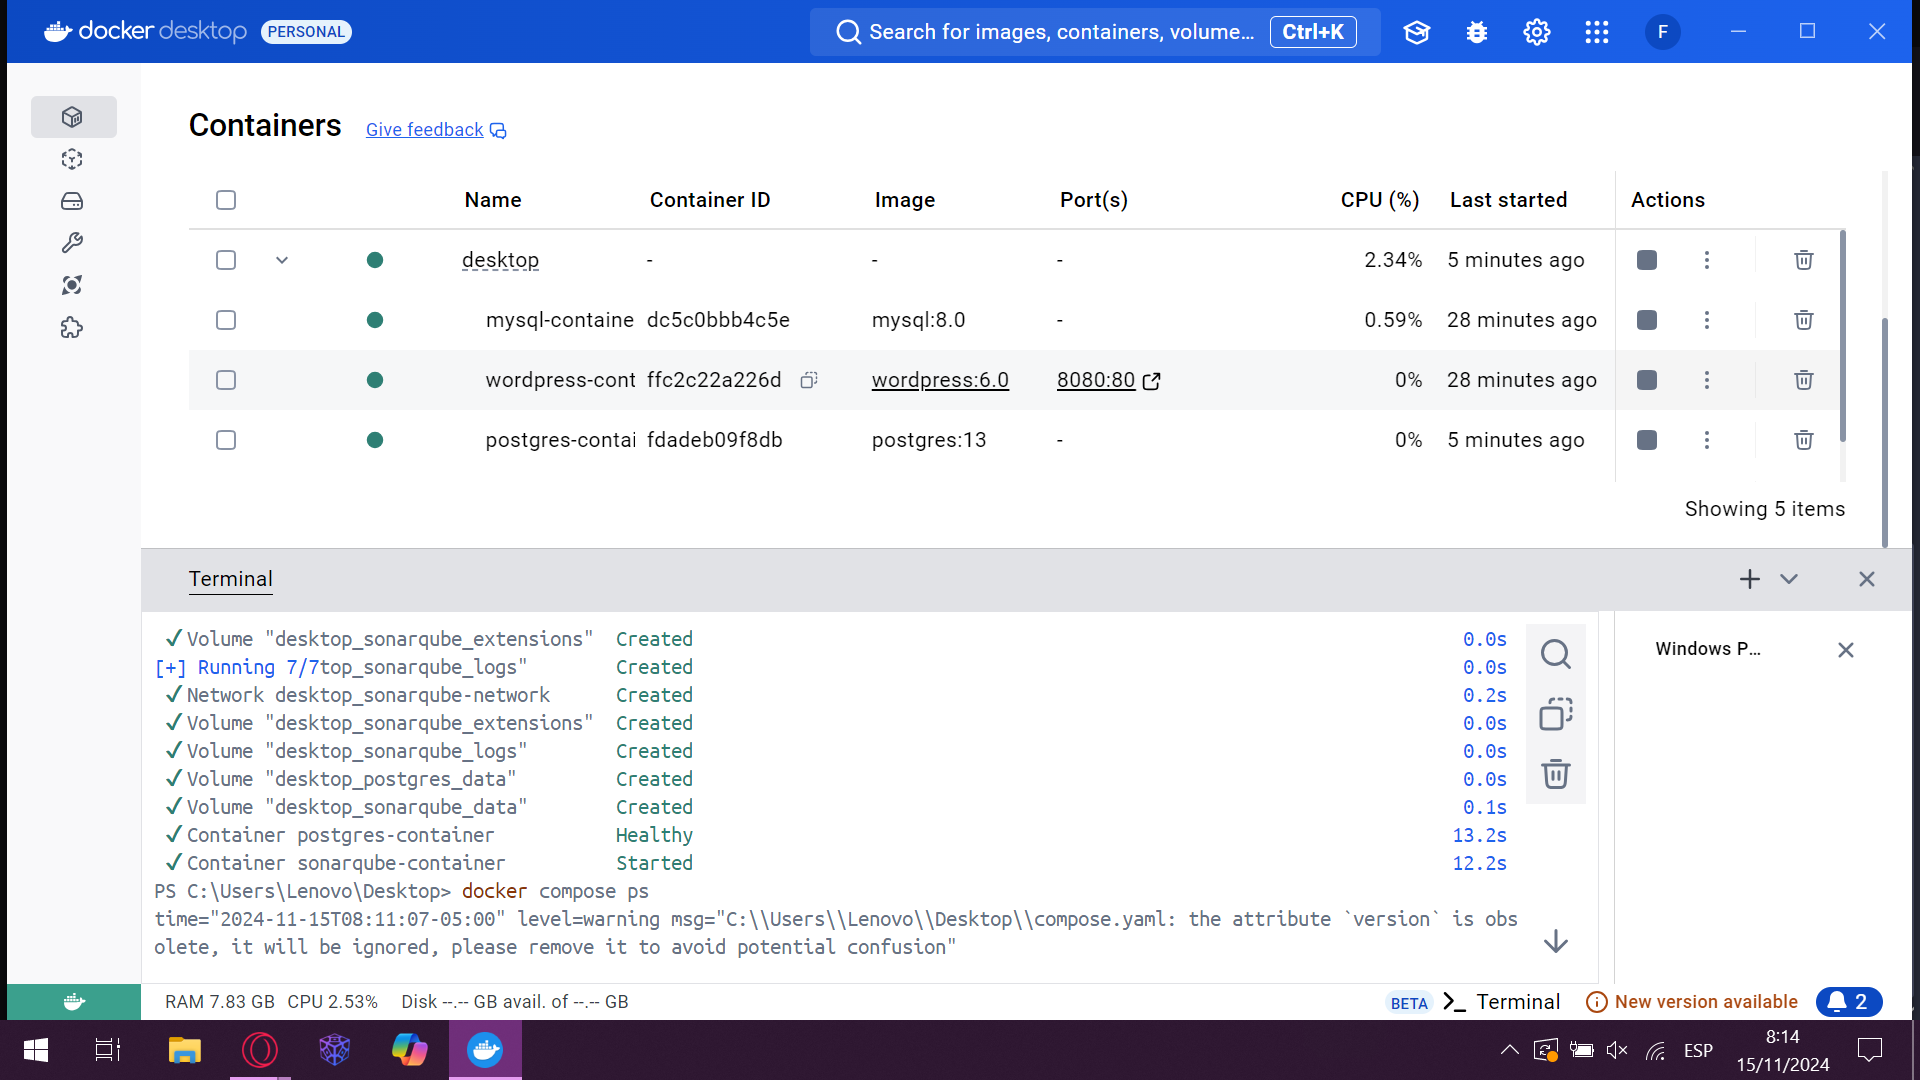 docker desktop PERSONAL Search for images, containers, volume... Ctrl+K F
Containers Give feedback
Name Container ID Image Port(s) CPU (%) Last started Actions
desktop - - - 2.34% 5 minutes ago
mysql-containe dc5c0bbb4c5e mysql:8.0 - 0.59% 28 minutes ago
wordpress-cont ffc2c22a226d wordpress:6.0 8080:80 0% 28 minutes ago
postgres-contai fdadeb09f8db postgres:13 - 0% 5 minutes ago
Showing 5 items
Terminal
✓Volume "desktop_sonarqube_extensions" Created 0.0s
[+] Running 7/7top_sonarqube_logs" Created 0.0s
✓Network desktop_sonarqube-network Created 0.2s
✓Volume "desktop_sonarqube_extensions" Created 0.0s
✓Volume "desktop_sonarqube_logs" Created 0.0s
✓Volume "desktop_postgres_data" Created 0.0s
✓Volume "desktop_sonarqube_data" Created 0.1s
✓Container postgres-container Healthy 13.2s
✓Container sonarqube-container Started 12.2s
PS C:\Users\Lenovo\Desktop> docker compose ps
time="2024-11-15T08:11:07-05:00" level=warning msg="C:\\Users\\Lenovo\\Desktop\\compose.yaml: the attribute `version` is obs
olete, it will be ignored, please remove it to avoid potential confusion"
Windows P...
RAM 7.83 GB CPU 2.53% Disk --.-- GB avail. of --.-- GB BETA Terminal New version available 2
ESP 8:14
15/11/2024